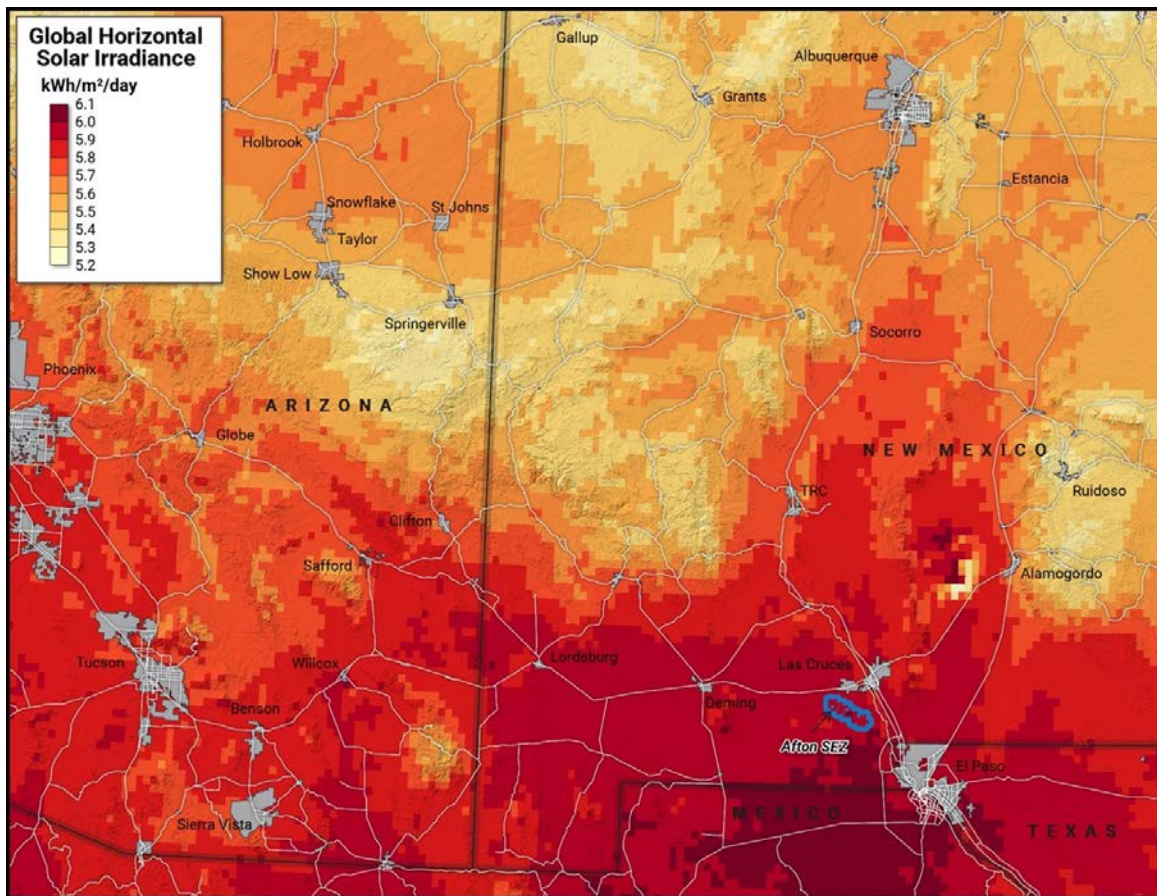 Global Horizontal
Solar Irradiance
kWh/m²/day
6.1
6.0
5.9
5.8
5.7
5.6
5.5
5.4
5.3
5.2
Gallup
Albuquerque
Grants
Holbrook
Estancia
Snowflake
St Johns
Taylor
Show Low
Springerville
Socorro
Phoenix
ARIZONA
Globe
NEW MEXICO
TRC
Ruidoso
Clifton
Safford
Alamogordo
Tucson
Willcox
Lordsburg
Las Cruces
Deming
Benson
Afton SEZ
El Paso
Sierra Vista
MEXICO
TEXAS